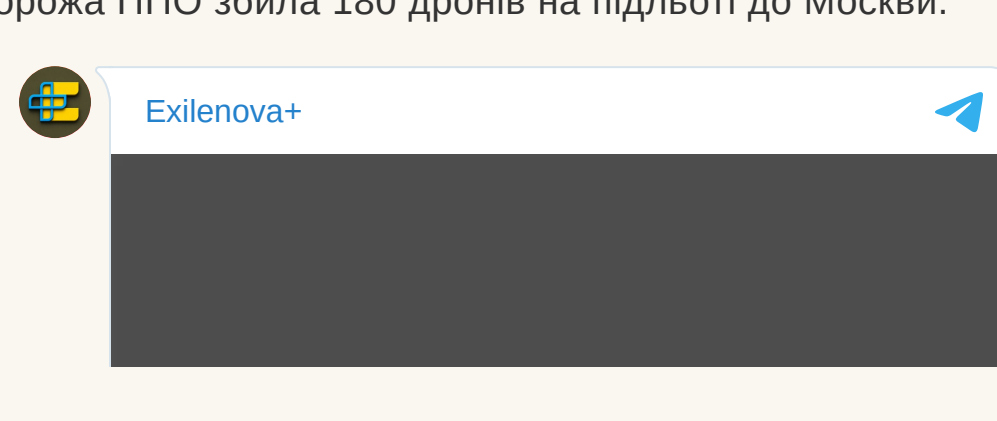 ППО збила 180 дронів на підльоті до Москви.
Exilenova+